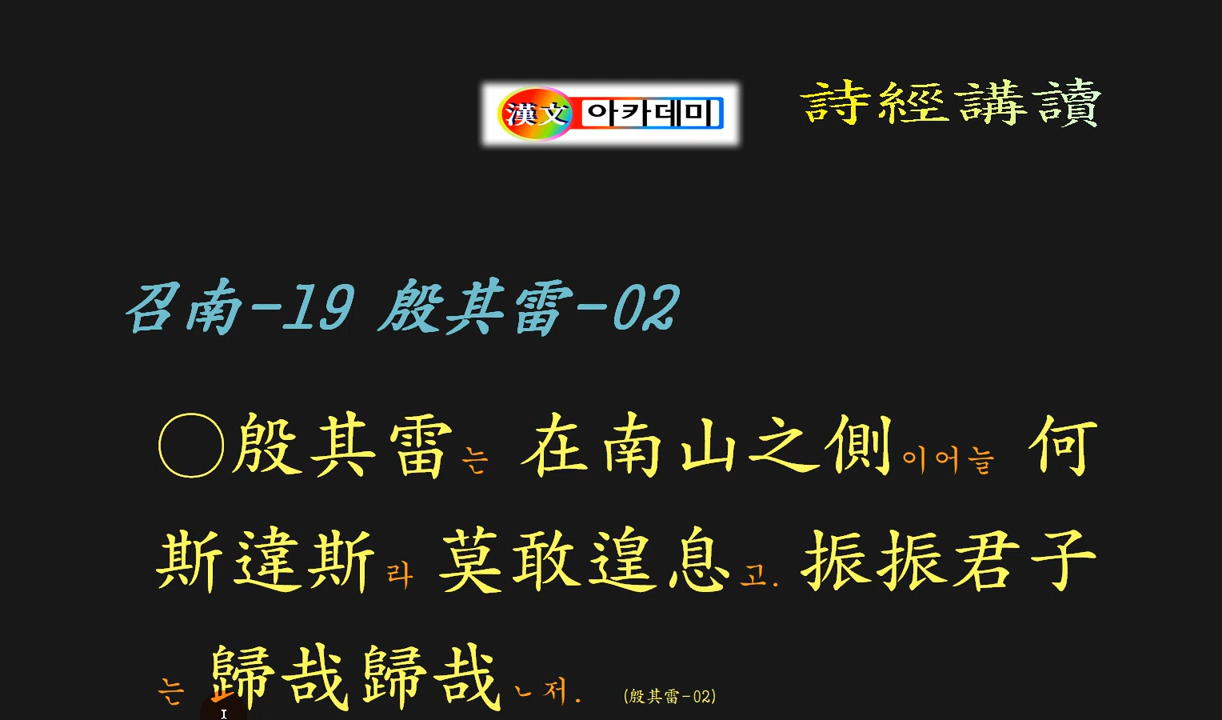 漢文 아카데미 詩經講讀
召南-19 殷其雷-02
○殷其雷는 在南山之側이어늘 何
斯違斯라 莫敢遑息고. 振振君子
는 歸哉歸哉ㄴ저. (殷其雷-02)